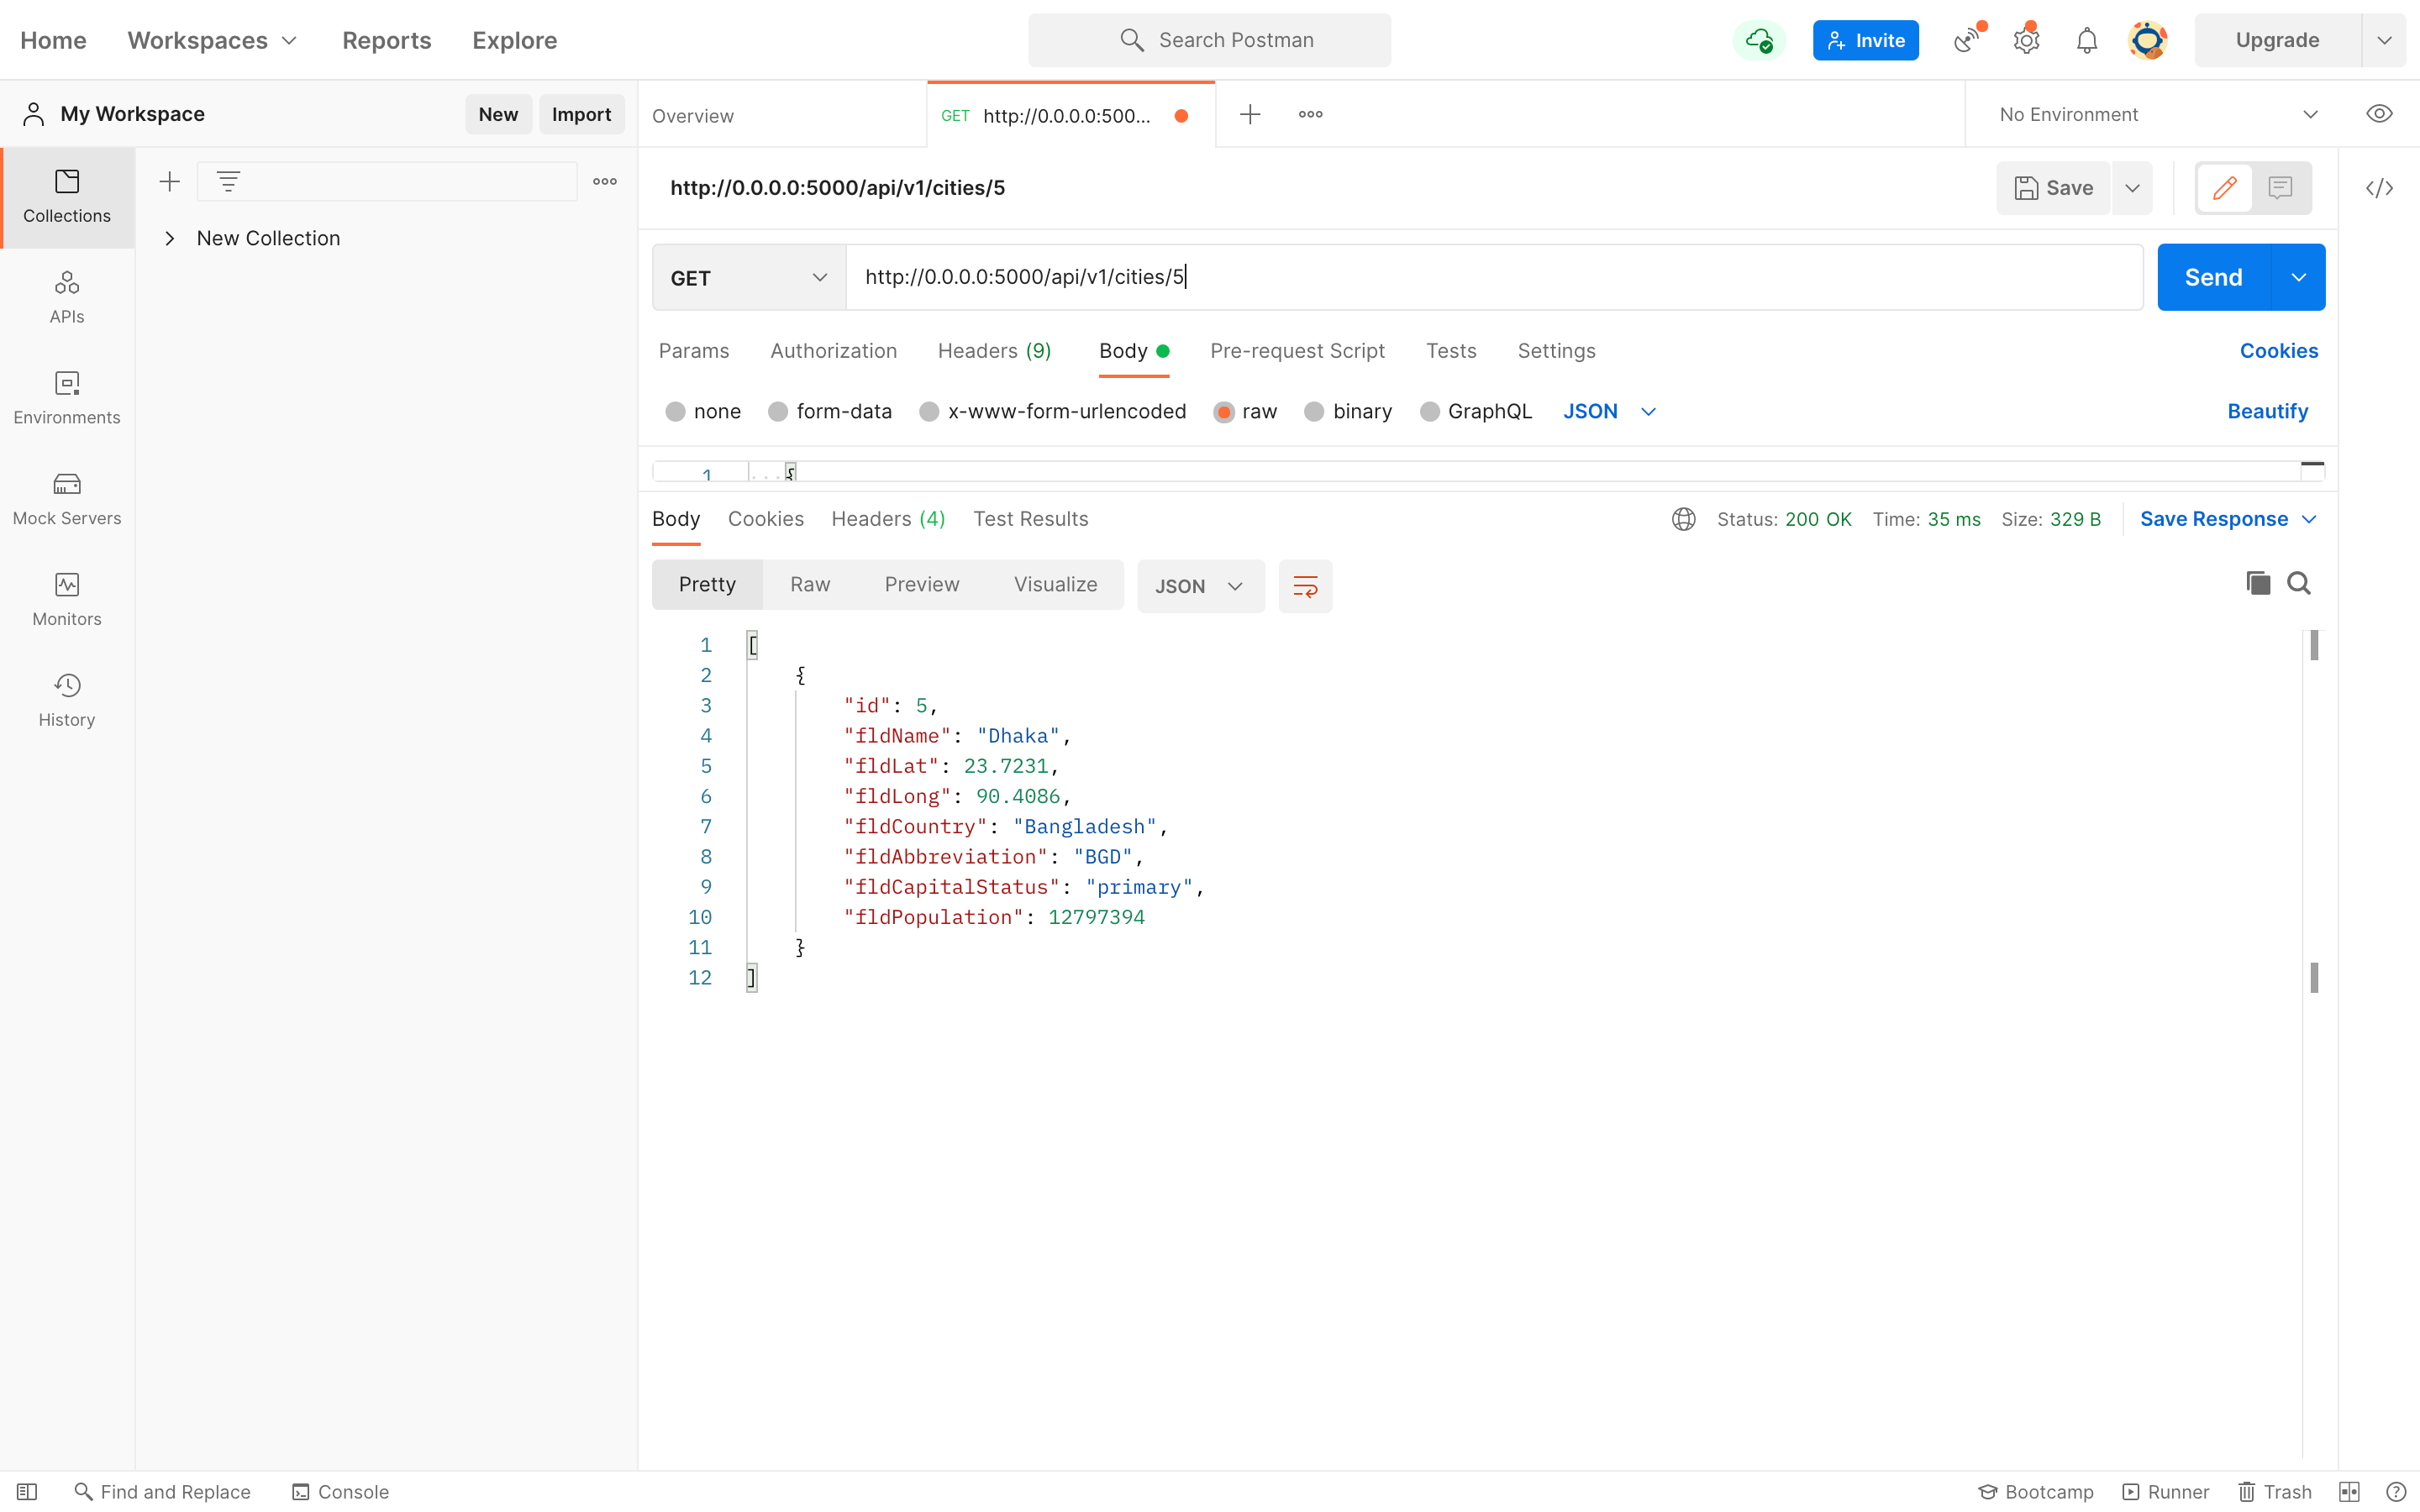 Home Workspaces Reports Explore Search Postman Invite Upgrade
My Workspace New Import Overview GET http://0.0.0.0:500... No Environment
Collections
New Collection
APIs
Environments
Mock Servers
Monitors
History
http://0.0.0.0:5000/api/v1/cities/5 Save
GET http://0.0.0.0:5000/api/v1/cities/5 Send
Params Authorization Headers (9) Body Pre-request Script Tests Settings Cookies
none form-data x-www-form-urlencoded raw binary GraphQL JSON Beautify
1 {
Body Cookies Headers (4) Test Results Status: 200 OK Time: 35 ms Size: 329 B Save Response
Pretty Raw Preview Visualize JSON
1 [
2 {
3 "id": 5,
4 "fldName": "Dhaka",
5 "fldLat": 23.7231,
6 "fldLong": 90.4086,
7 "fldCountry": "Bangladesh",
8 "fldAbbreviation": "BGD",
9 "fldCapitalStatus": "primary",
10 "fldPopulation": 12797394
11 }
12 ]
Find and Replace Console Bootcamp Runner Trash